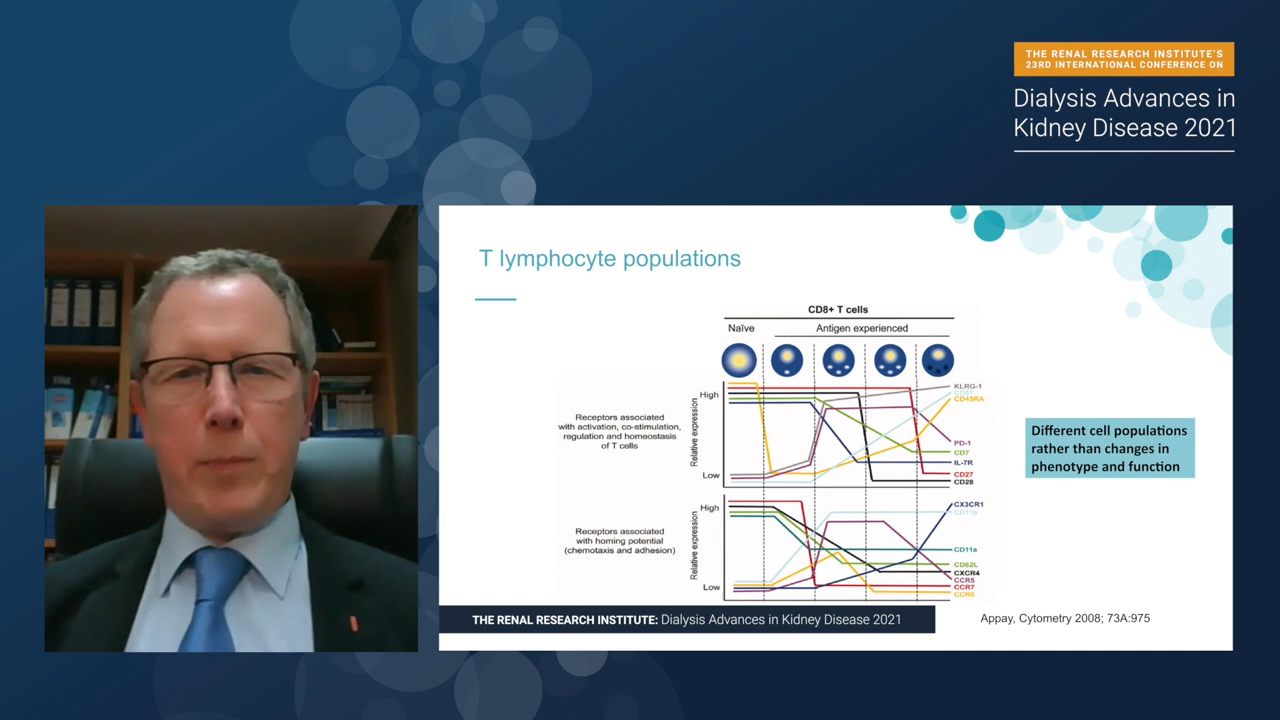 THE RENAL RESEARCH INSTITUTE'S
23RD INTERNATIONAL CONFERENCE ON
Dialysis Advances in
Kidney Disease 2021
T lymphocyte populations
CD8+ T cells
Naïve
Antigen experienced
Receptors associated
with activation, co-stimulation,
regulation and homeostasis
of T cells
Relative expression
High
Low
KLRG-1
CD57
CD45RA
PD-1
CD7
IL-7R
CD27
CD28
Different cell populations
rather than changes in
phenotype and function
Receptors associated
with homing potential
(chemotaxis and adhesion)
Relative expression
High
Low
CX3CR1
CD11b
CD11a
CD62L
CXCR4
CCR5
CCR7
THE RENAL RESEARCH INSTITUTE: Dialysis Advances in Kidney Disease 2021
Appay, Cytometry 2008; 73A:975